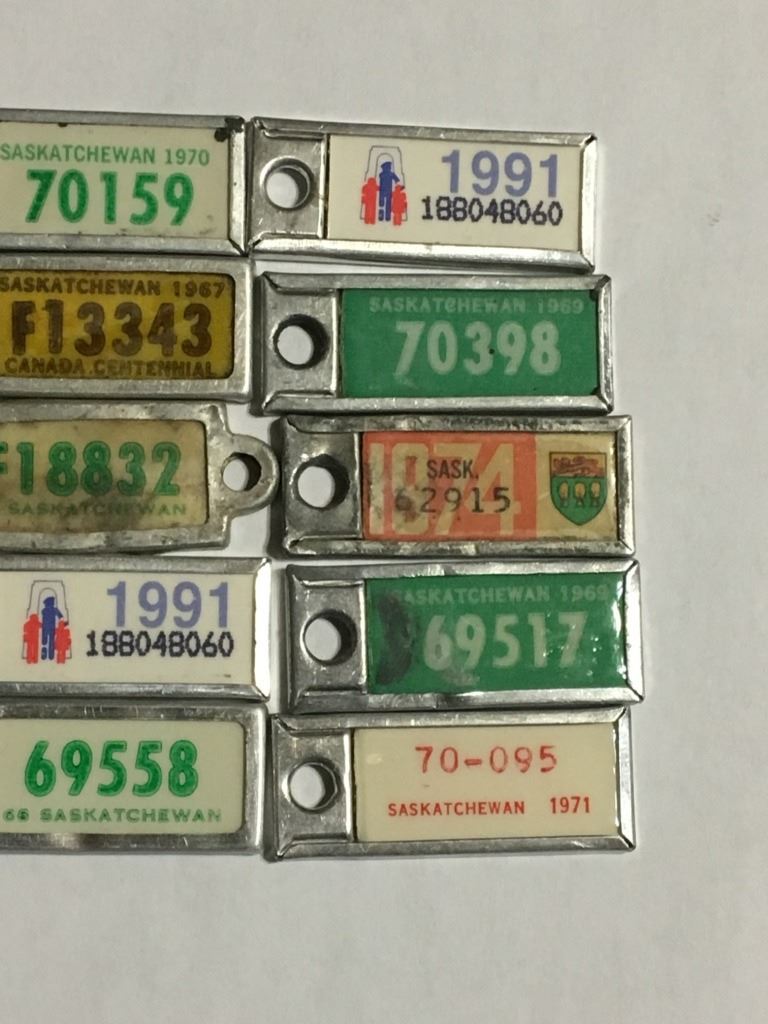 SASKATCHEWAN 1970
70159
1991
188048060
SASKATCHEWAN 1967
F13343
CANADA CENTENNIAL
SASKATCHEWAN 1969
70398
F18832
SASKATCHEWAN
1974
T SASK.
62915
1991
188048060
SASKATCHEWAN 1969
69517
69558
68 SASKATCHEWAN
70-095
SASKATCHEWAN 1971